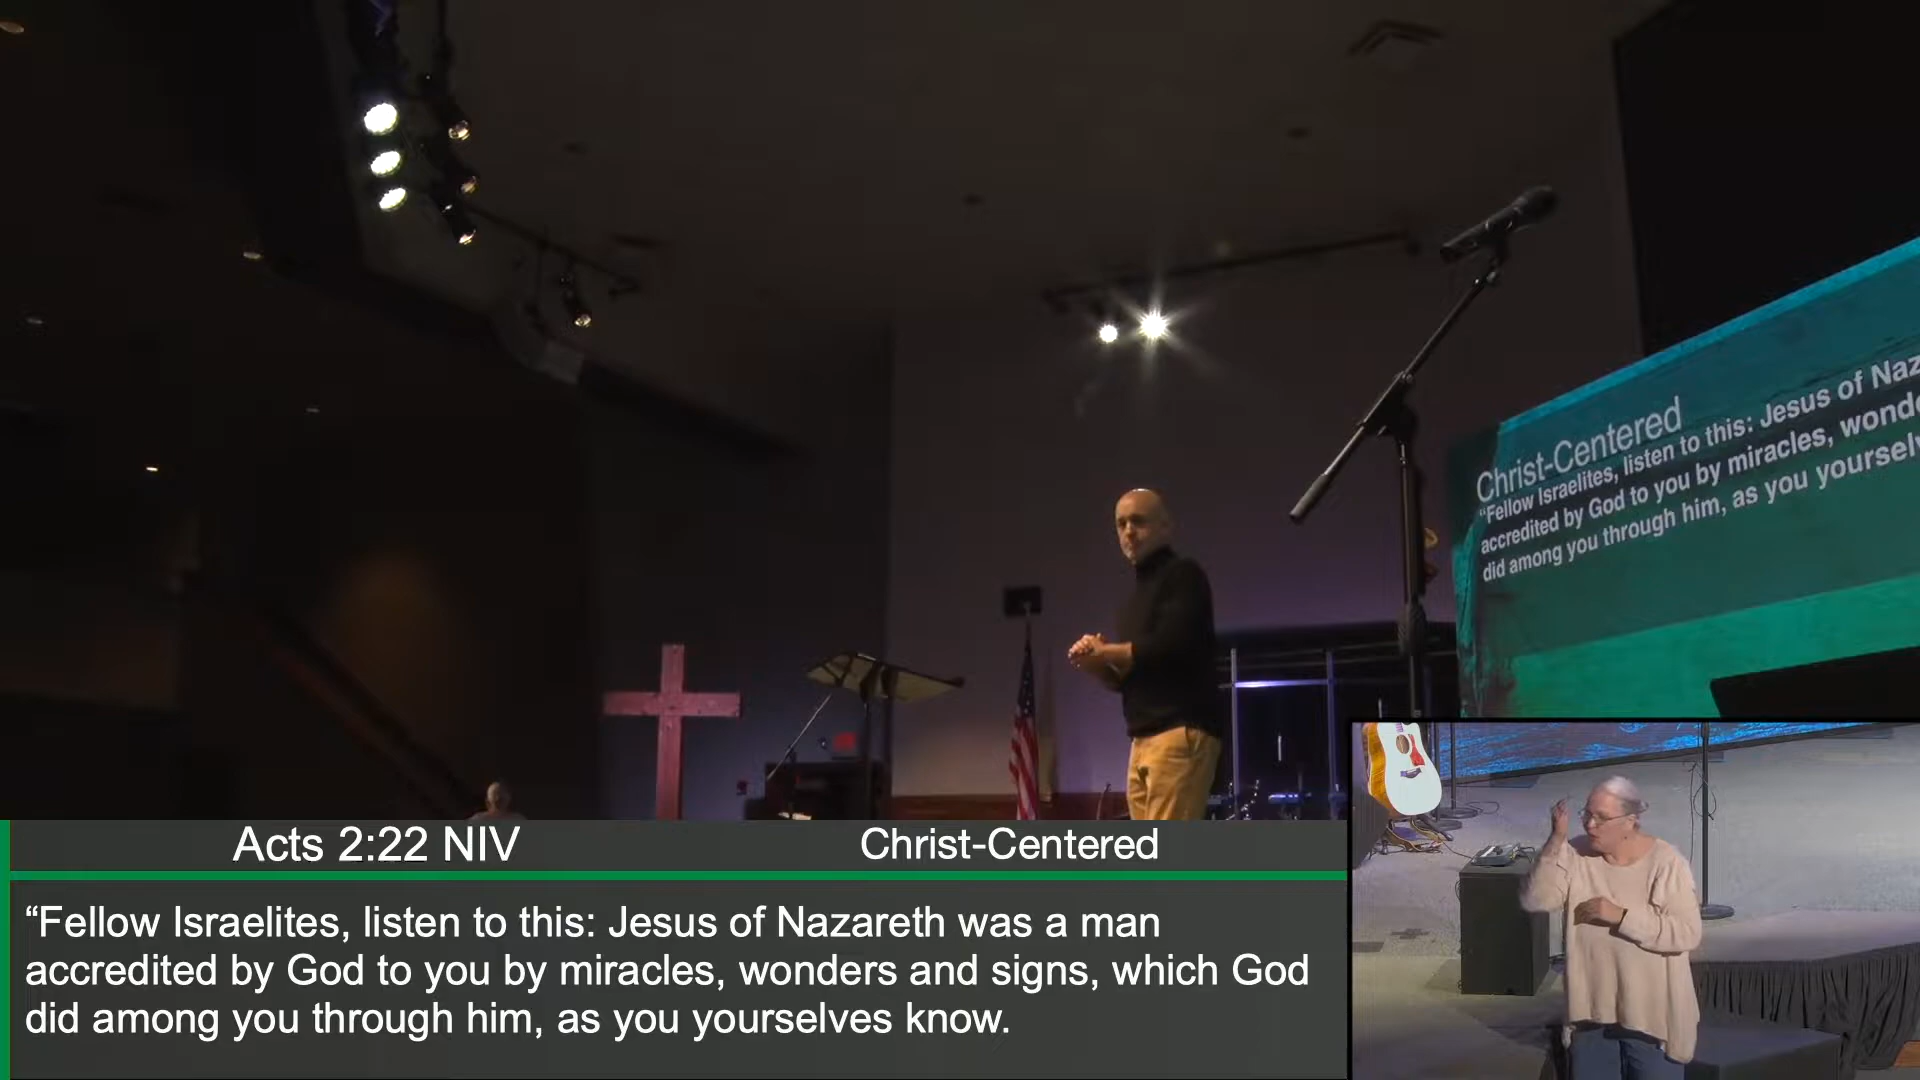 Christ-Centered
“Fellow Israelites, listen to this: Jesus of
accredited by God to you by miracles,
did among you through him, as you
Acts 2:22 NIV
Christ-Centered
“Fellow Israelites, listen to this: Jesus of Nazareth was a man
accredited by God to you by miracles, wonders and signs, which God
did among you through him, as you yourselves know.